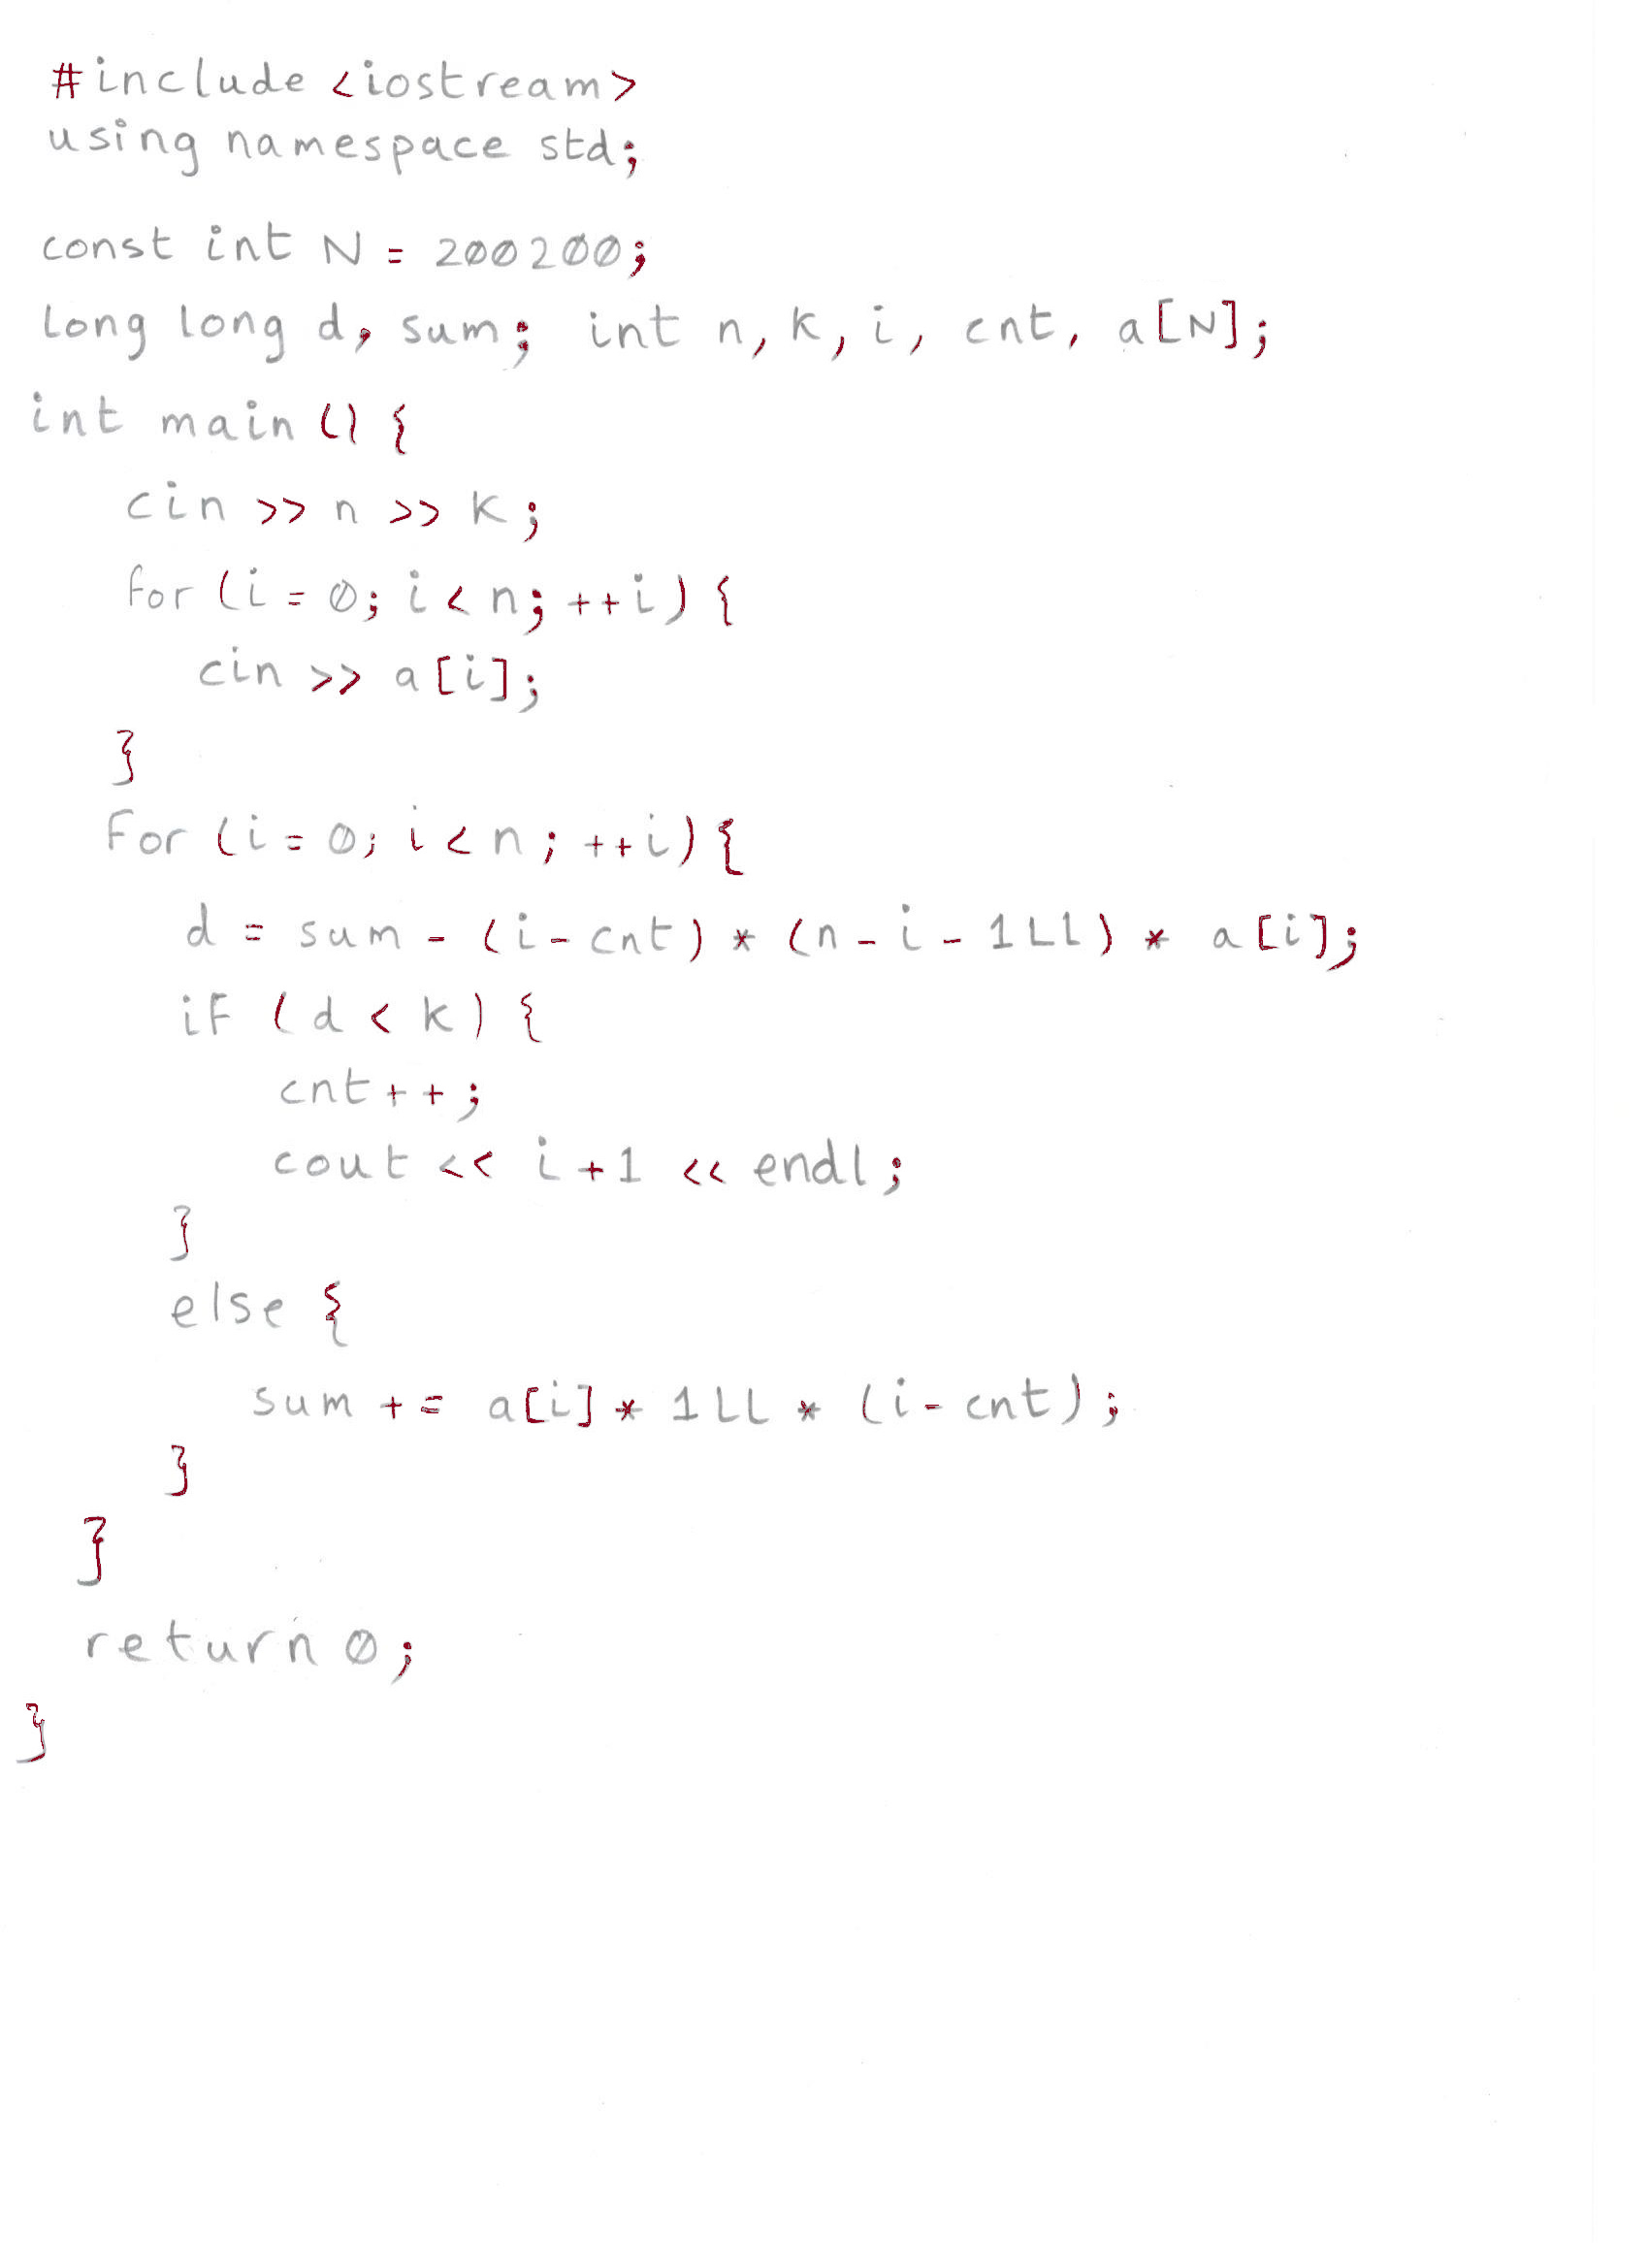 #include <iostream>
using namespace std;
const int N = 200200;
long long d, sum; int n, k, i, cnt, a[N];
int main () {
cin >> n >> k;
for (i = 0; i < n; ++i) {
cin >> a[i];
}
for (i = 0; i < n; ++i) {
d = sum - (i - cnt) * (n - i - 1LL) * a[i];
if (d < k) {
cnt++;
cout << i + 1 << endl;
}
else {
sum += a[i] * 1LL * (i - cnt);
}
}
return 0;
}